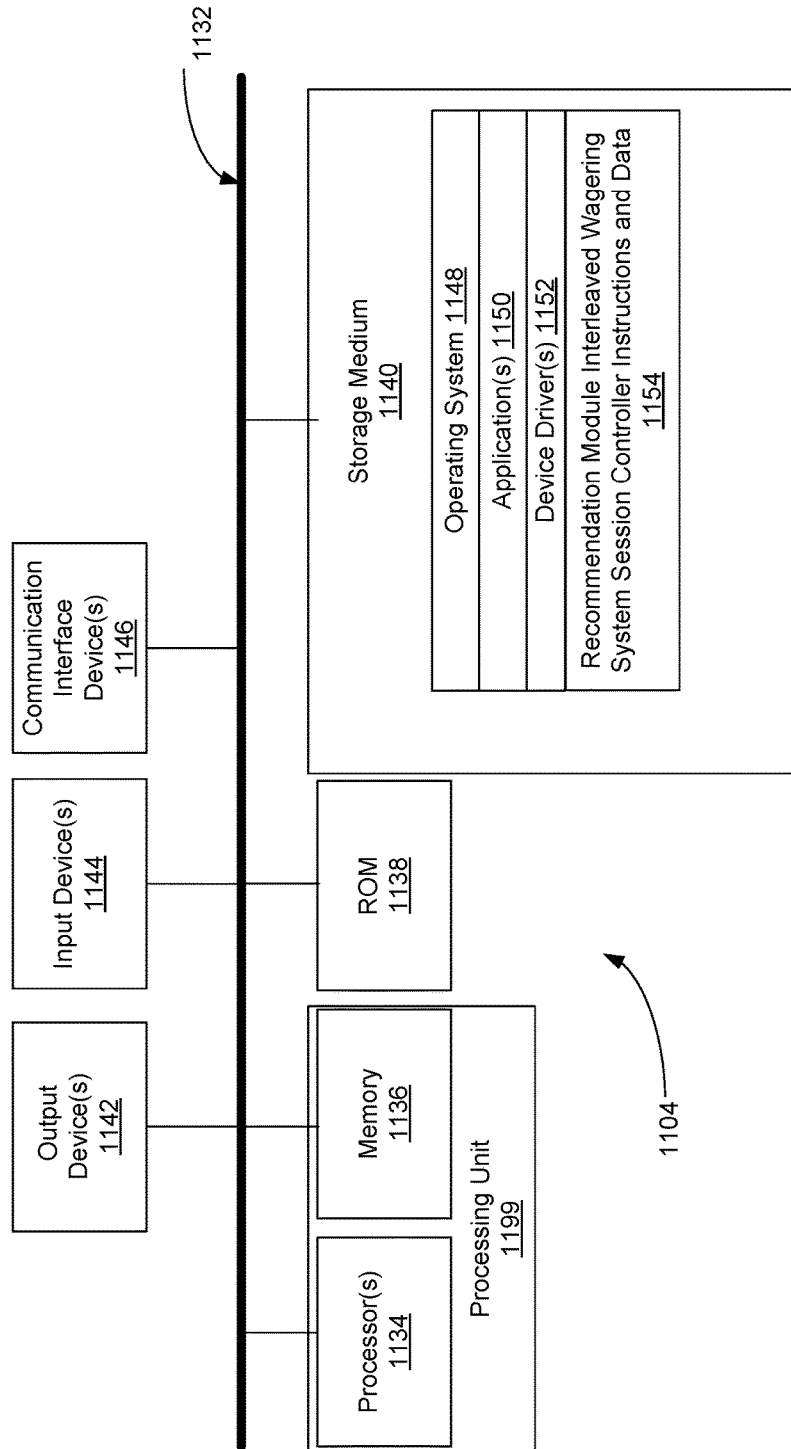 Output
Device(s)
1142
Input Device(s)
1144
Communication
Interface
Device(s)
1146
1132
Processor(s)
1134
Memory
1136
Processing Unit
1199
ROM
1138
Storage Medium
1140
Operating System 1148
Application(s) 1150
Device Driver(s) 1152
Recommendation Module Interleaved Wagering
System Session Controller Instructions and Data
1154
1104